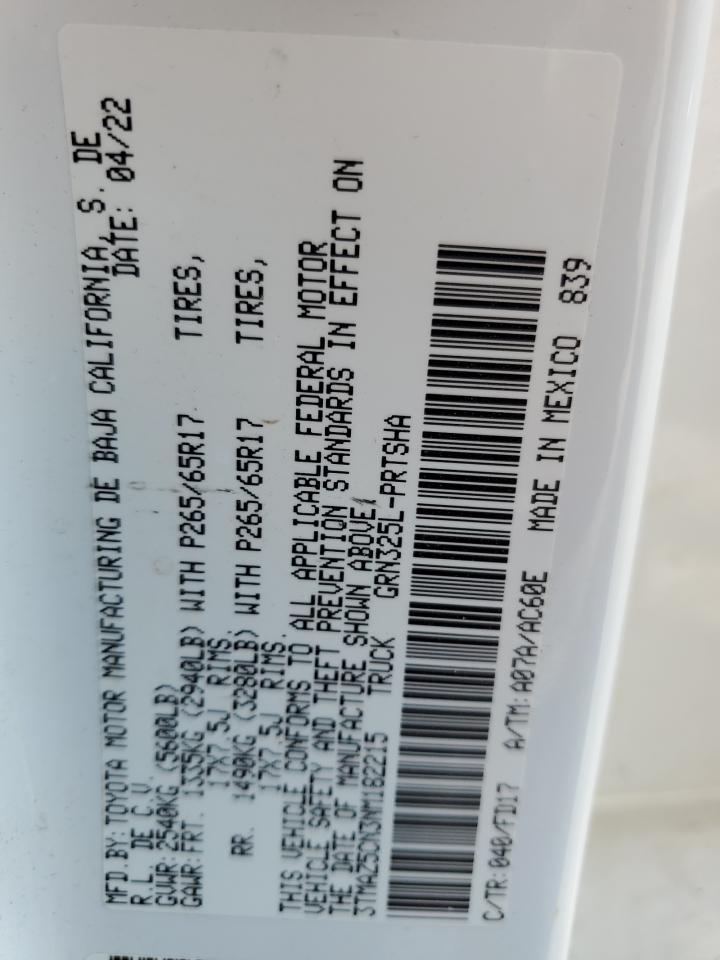 MFD.BY: TOYOTA MOTOR MANUFACTURING DE BAJA CALIFORNIA, S. DE
R.L. DE C.V. DATE: 04/22
GVWR: 2540KG (5600LB)
GAWR: FRT. 1335KG (2940LB) WITH P265/65R17 TIRES,
17X7.5J RIMS.
RR. 1490KG (3280LB) WITH P265/65R17 TIRES,
17X7.5J RIMS.
THIS VEHICLE CONFORMS TO ALL APPLICABLE FEDERAL MOTOR
VEHICLE SAFETY AND THEFT PREVENTION STANDARDS IN EFFECT ON
THE DATE OF MANUFACTURE SHOWN ABOVE.
3TMAZ5CN3NM182215 TRUCK GRN325L-PRTSHA
C/TR: 040/FD17 A/TM: A07A/AC60E MADE IN MEXICO 839